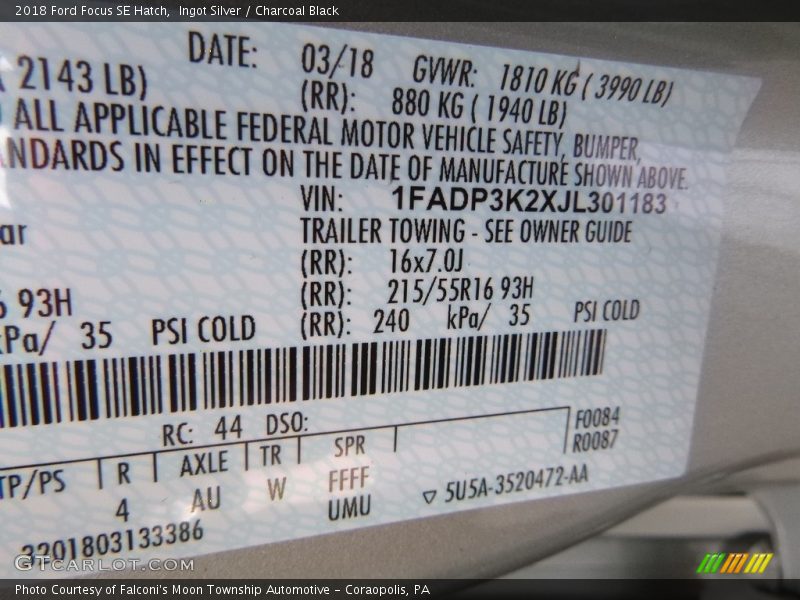 2018 Ford Focus SE Hatch,  Ingot Silver / Charcoal Black
DATE: 03/18 GVWR: 1810 KG ( 3990 LB)
2143 LB) (RR): 880 KG ( 1940 LB)
ALL APPLICABLE FEDERAL MOTOR VEHICLE SAFETY, BUMPER,
NDARDS IN EFFECT ON THE DATE OF MANUFACTURE SHOWN ABOVE.
VIN: 1FADP3K2XJL301183
ar TRAILER TOWING - SEE OWNER GUIDE
(RR): 16x7.0J
93H (RR): 215/55R16 93H
kPa/ 35 PSI COLD (RR): 240 kPa/ 35 PSI COLD
RC: 44 DSO: F0084
R0087
TP/PS R AXLE TR SPR
4 AU W FFFF
UMU ▽ 5U5A-3520472-AA
3201803133386
GTCARLOT.COM
Photo Courtesy of Falconi's Moon Township Automotive – Coraopolis, PA